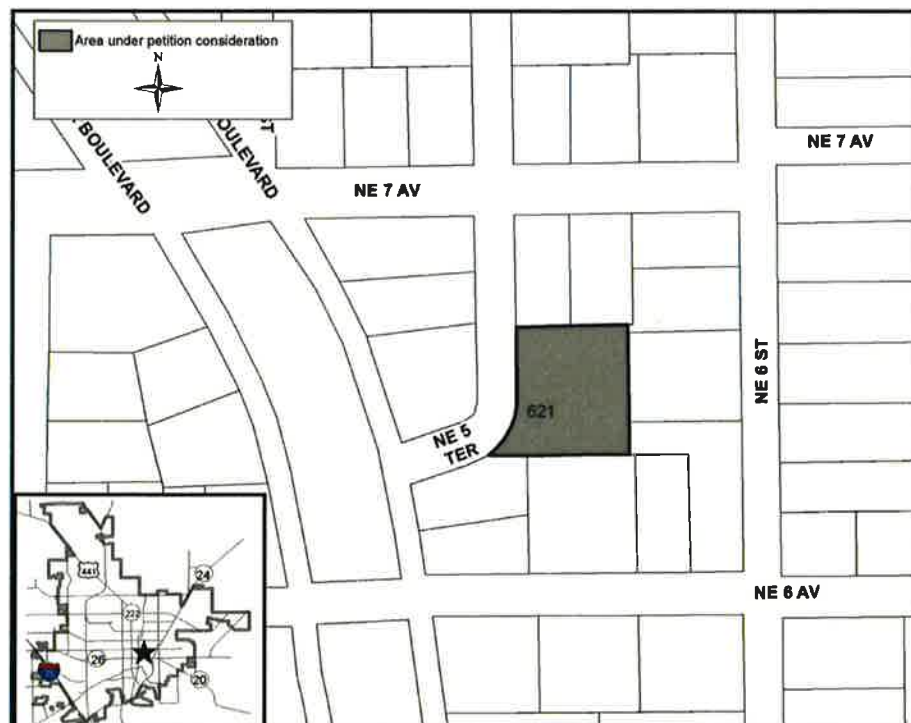 Area under petition consideration
N
BOULEVARD
OULEVARD
ST
NE 7 AV
NE 7 AV
NE 6 ST
621
NE 5
TER
NE 6 AV
441
24
222
26
20